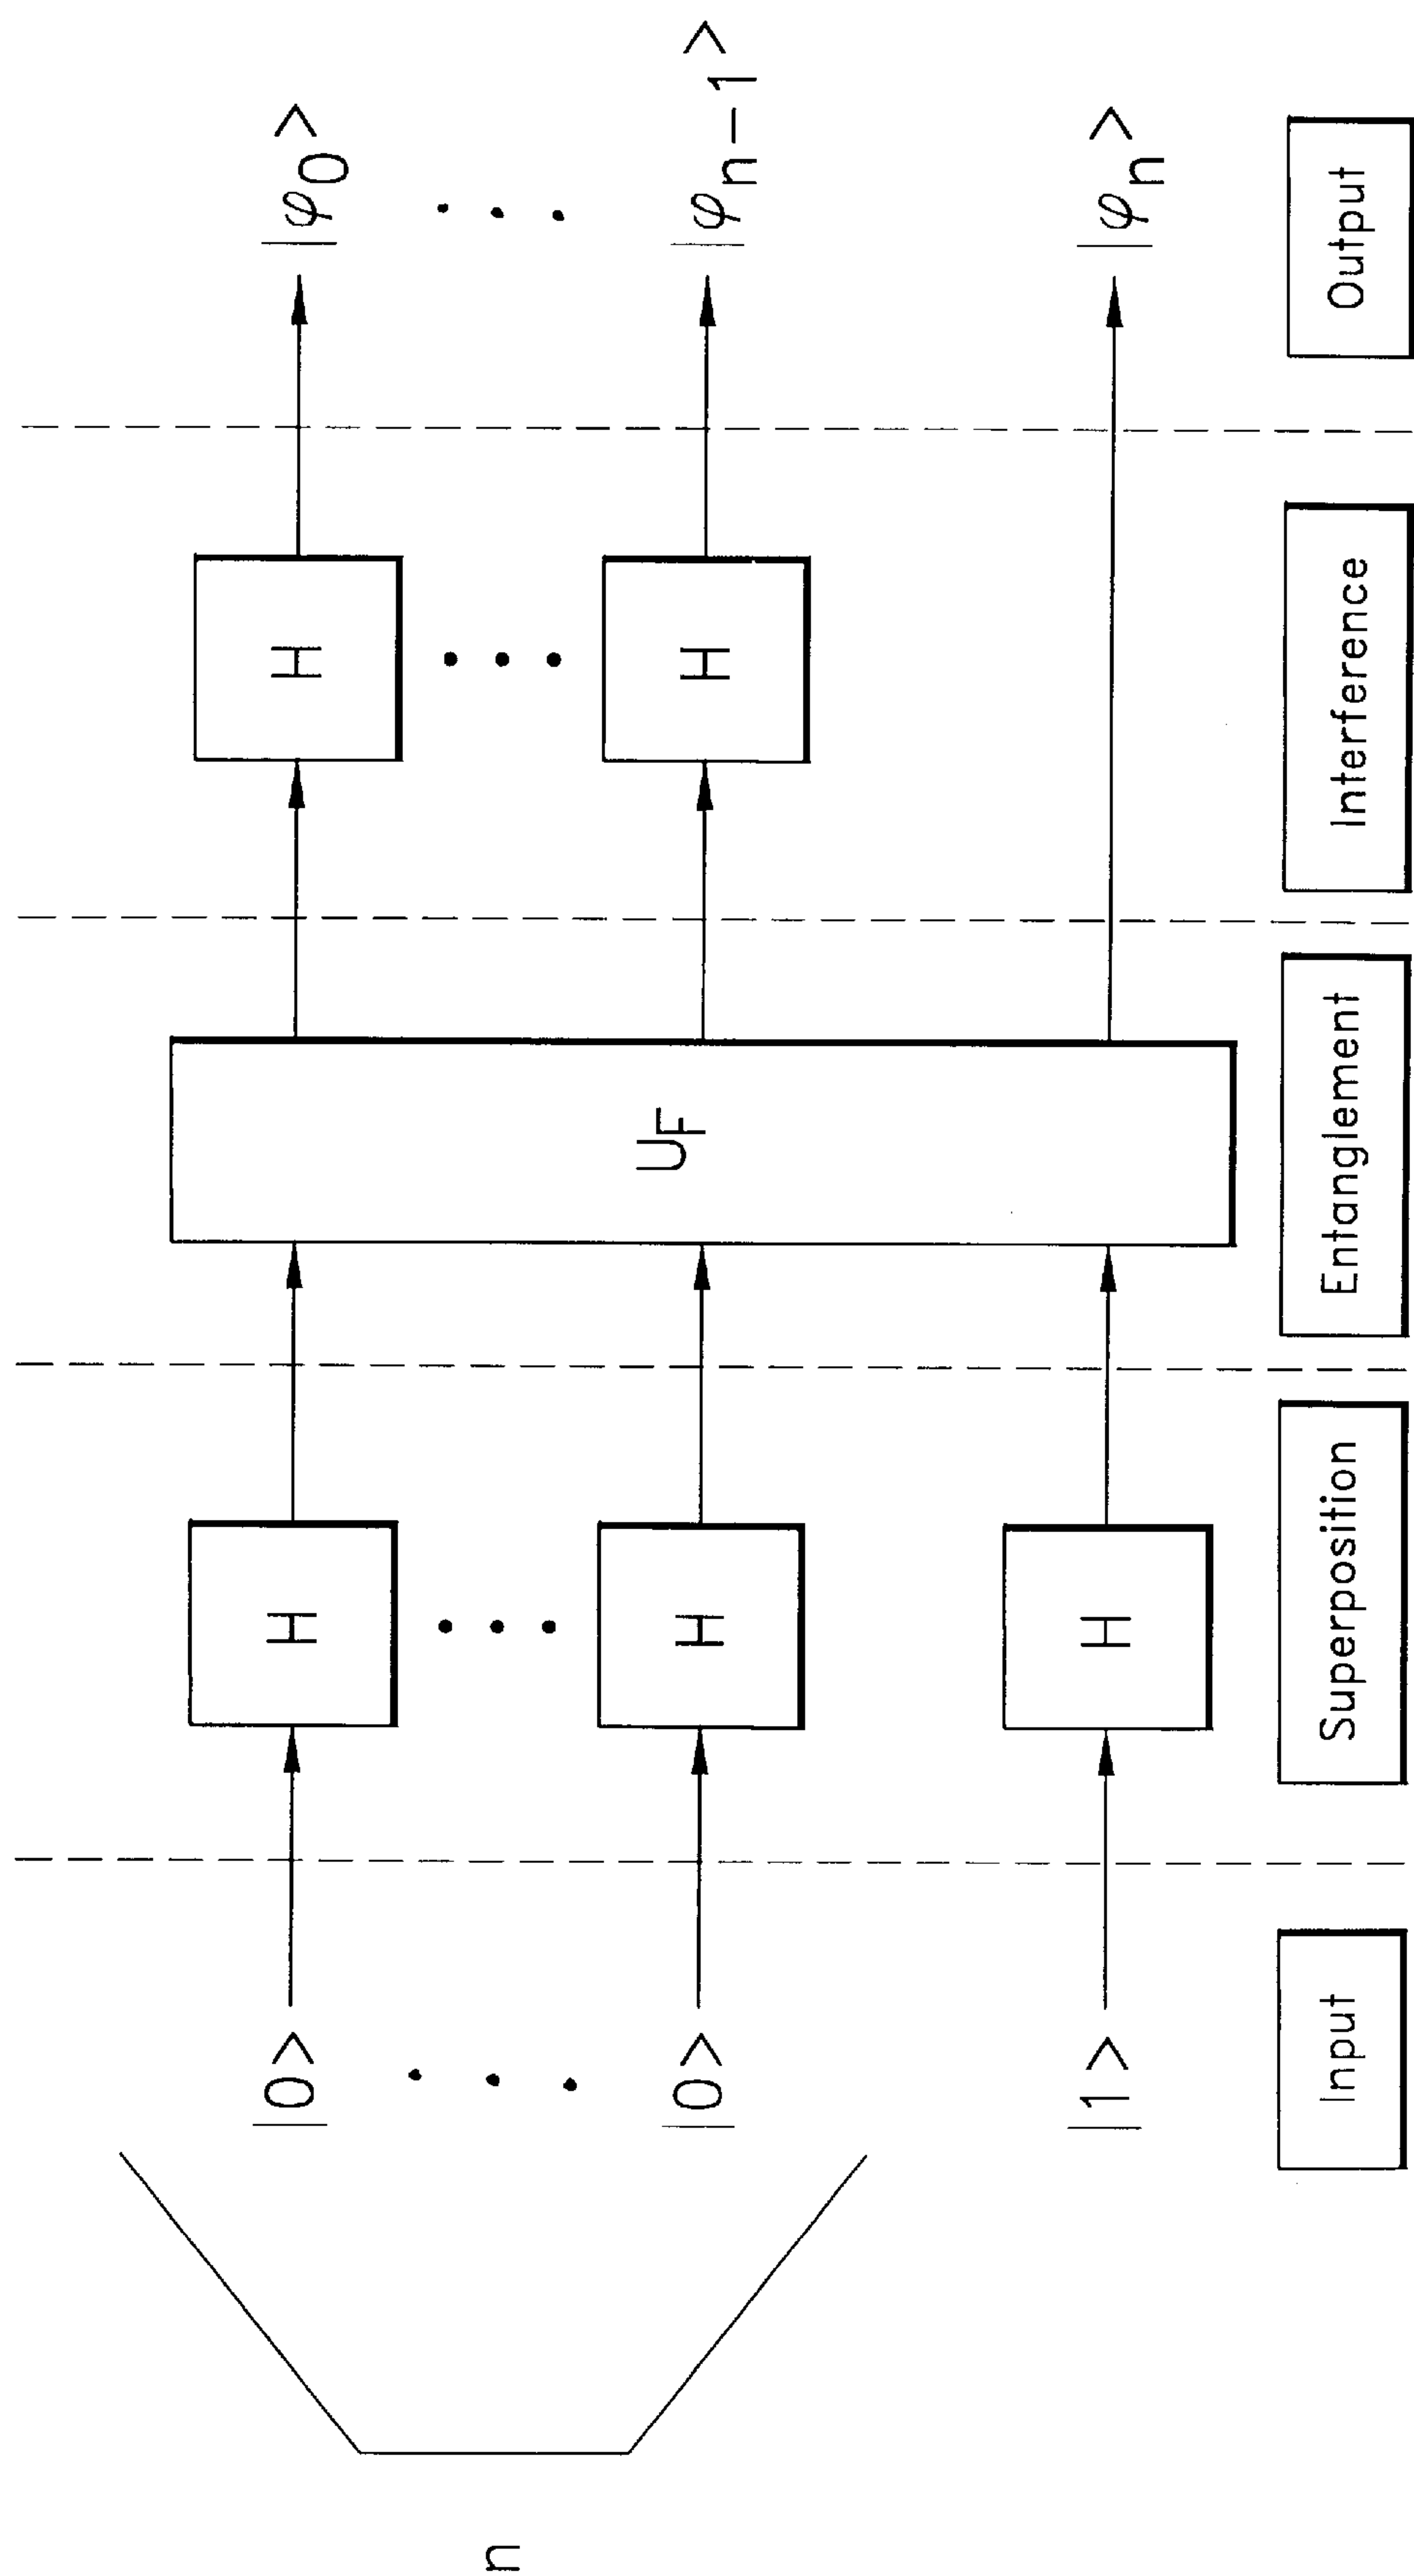 n
|0>
|0>
|1>
H
H
H
U_F
H
H
|φ_0>
|φ_{n-1}>
|φ_n>
Input
Superposition
Entanglement
Interference
Output